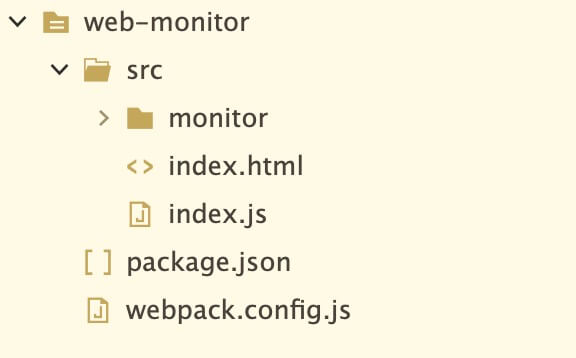 web-monitor
src
monitor
index.html
index.js
package.json
webpack.config.js